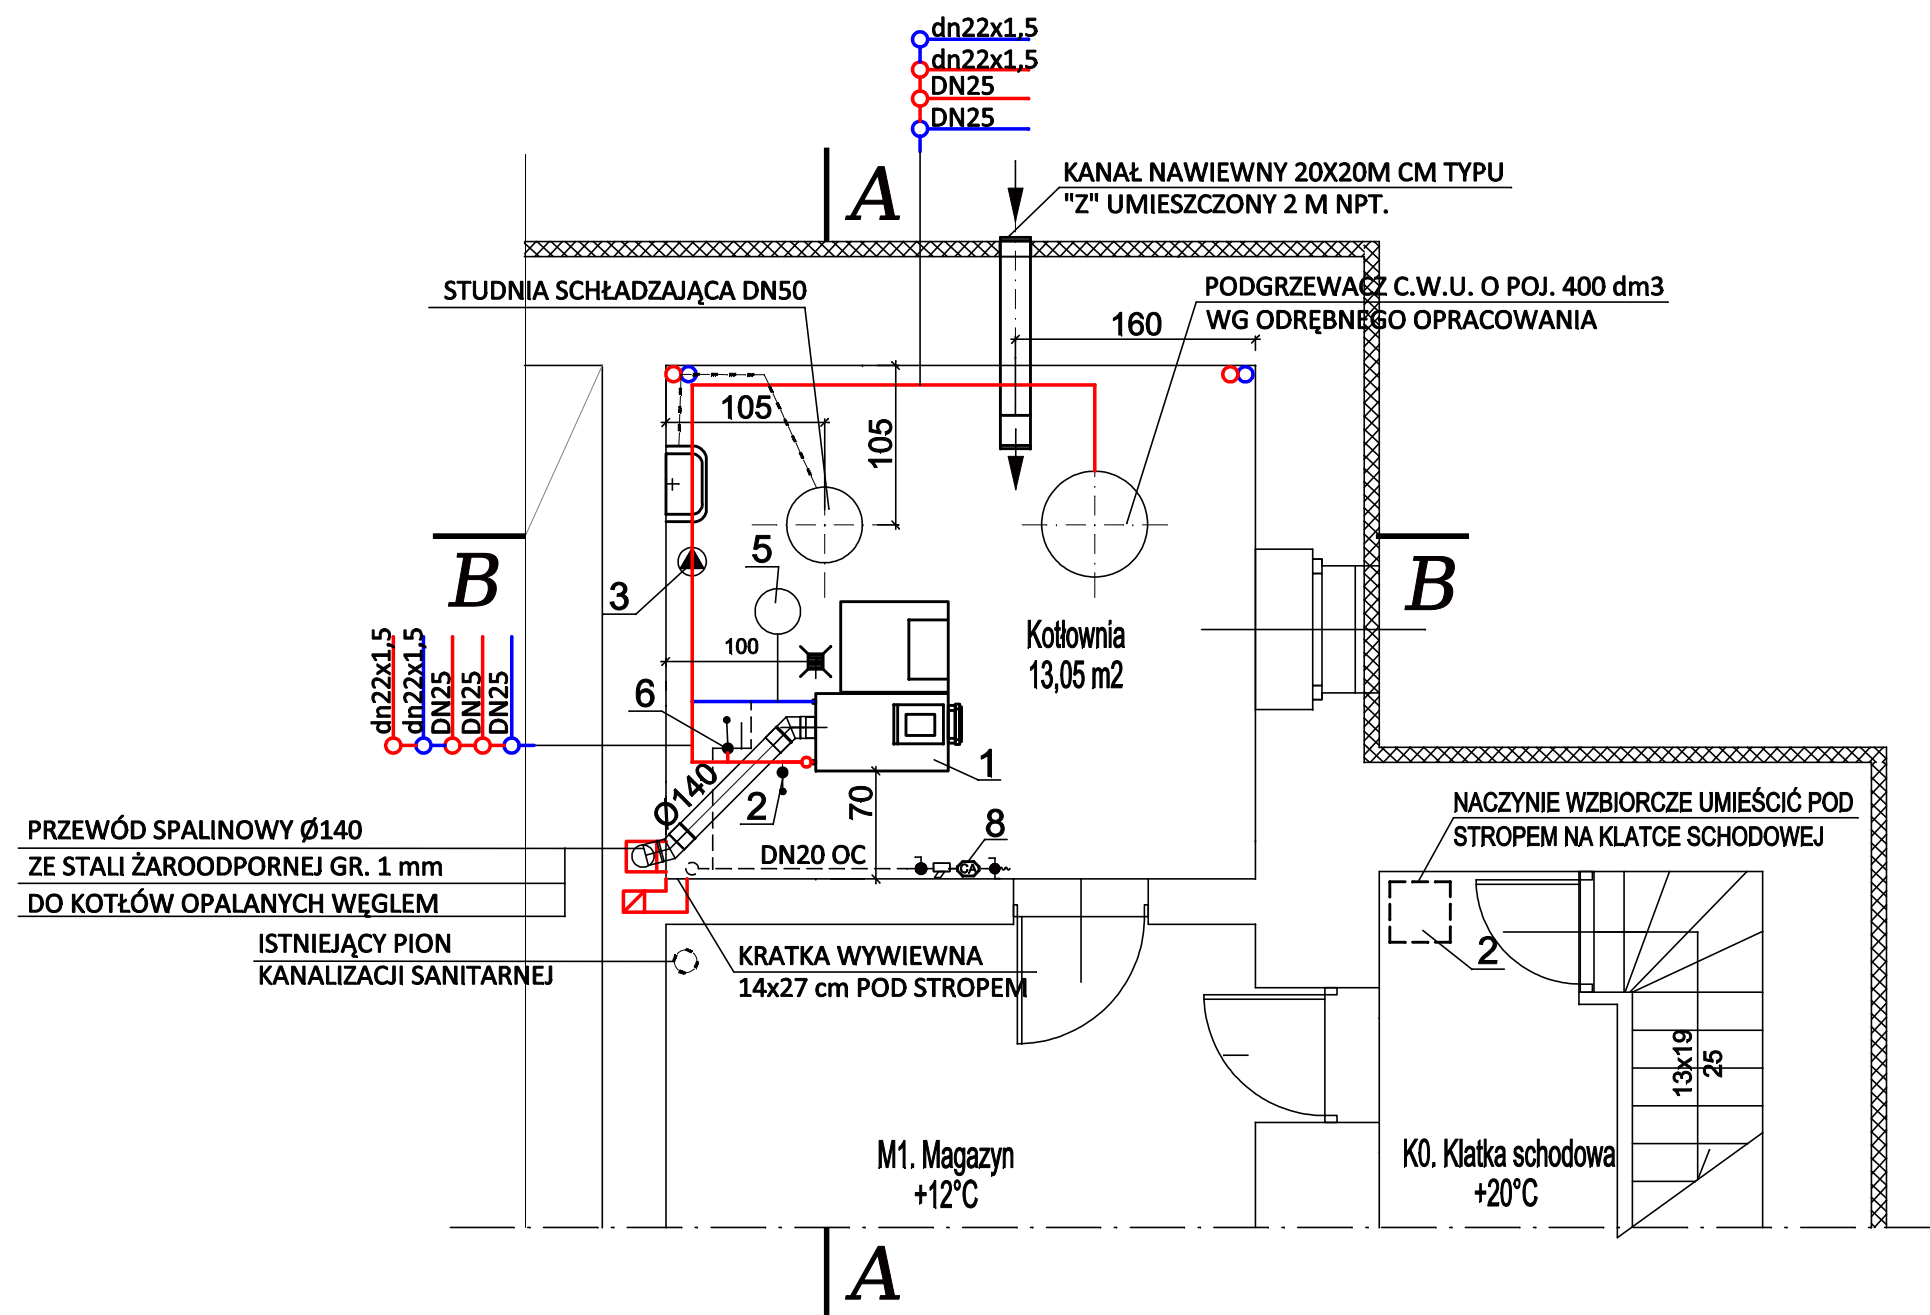 dn22x1,5
dn22x1,5
DN25
DN25
A
KANAŁ NAWIEWNY 20X20M CM TYPU
"Z" UMIESZCZONY 2 M NPT.
STUDNIA SCHŁADZAJĄCA DN50
PODGRZEWACZ C.W.U. O POJ. 400 dm3
WG ODRĘBNEGO OPRACOWANIA
160
105
105
B
B
5
3
100
6
Kotłownia
13,05 m2
dn22x1,5
dn22x1,5
DN25
DN25
DN25
Ø140
1
2
70
8
DN20 OC
CA
PRZEWÓD SPALINOWY Ø140
ZE STALI ŻAROODPORNEJ GR. 1 mm
DO KOTŁÓW OPALANYCH WĘGLEM
ISTNIEJĄCY PION
KANALIZACJI SANITARNEJ
KRATKA WYWIEWNA
14x27 cm POD STROPEM
NACZYNIE WZBIORCZE UMIEŚCIĆ POD
STROPEM NA KLATCE SCHODOWEJ
2
13x19
25
M1. Magazyn
+12°C
K0. Klatka schodowa
+20°C
A